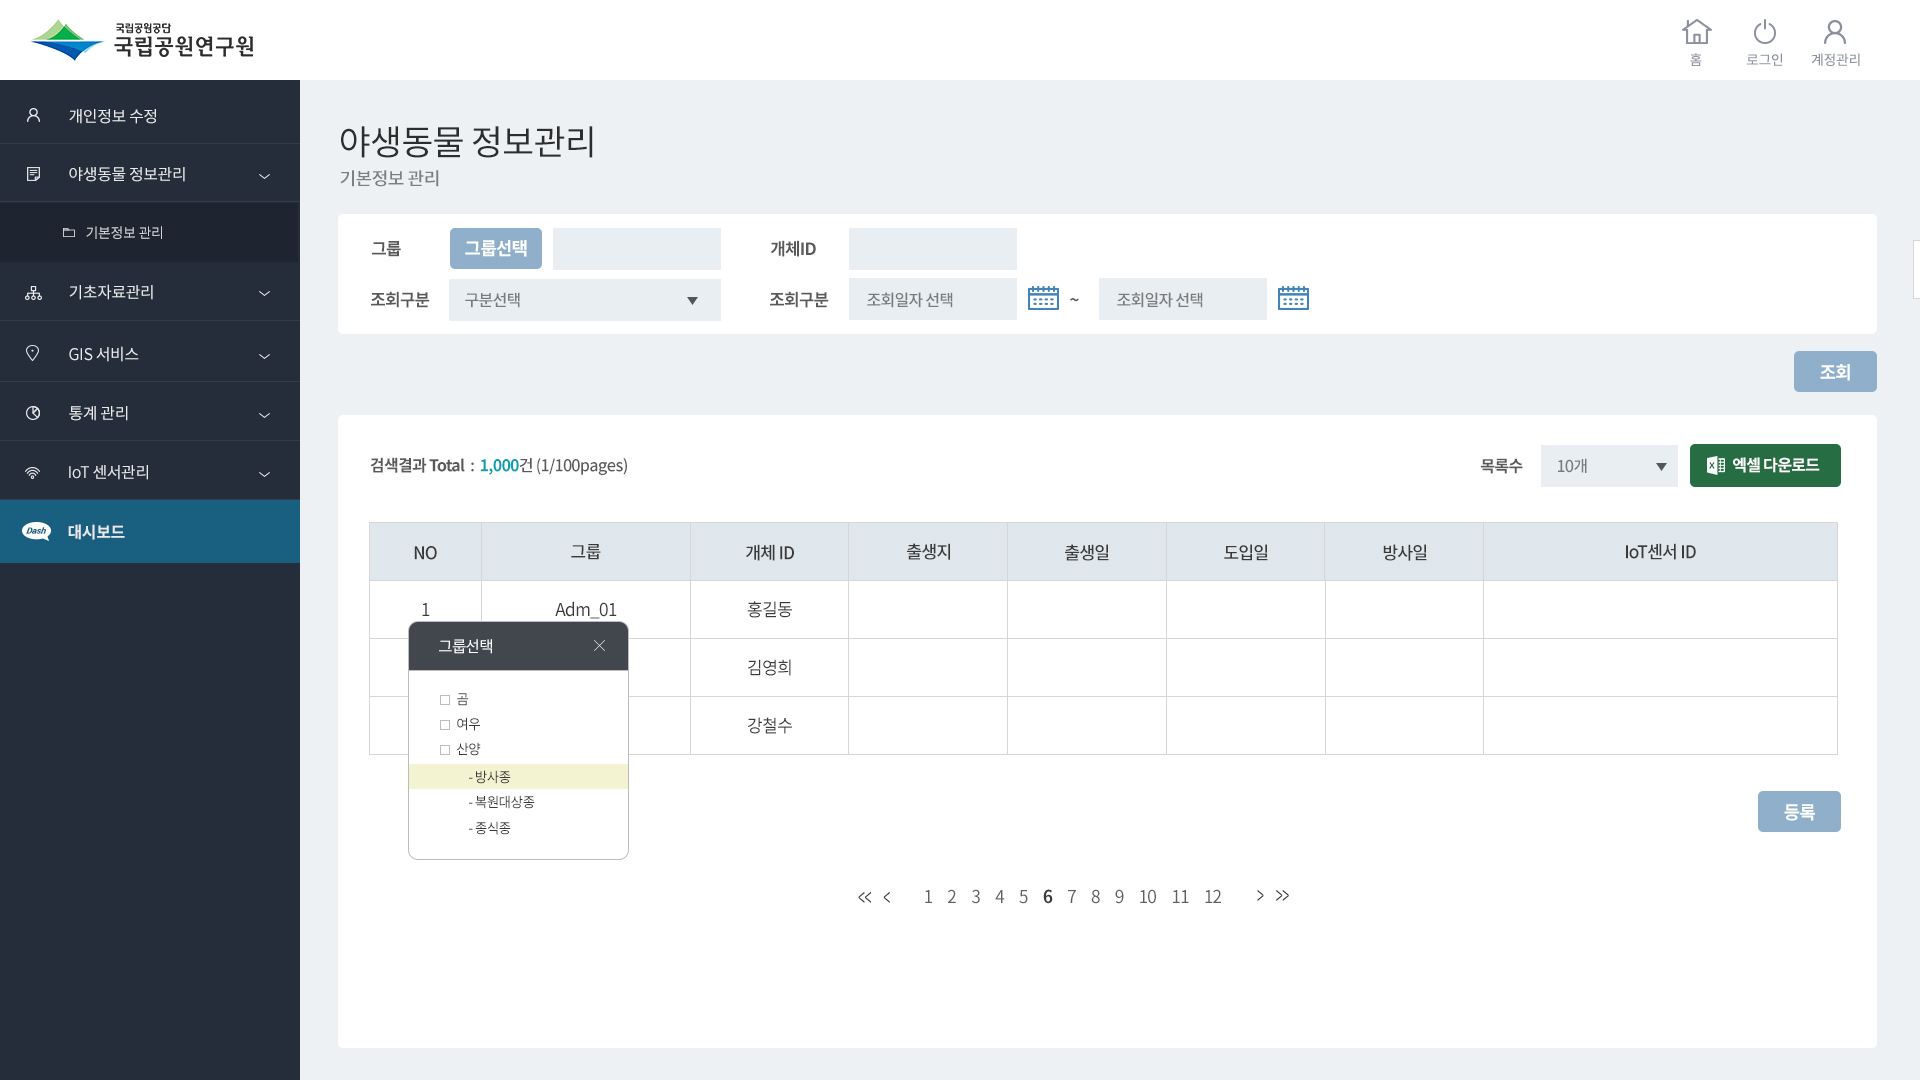 국립공원공단
국립공원연구원
홈
로그인
계정관리
개인정보 수정
야생동물 정보관리
기본정보 관리
기초자료관리
GIS 서비스
통계 관리
IoT 센서관리
Dash
대시보드
야생동물 정보관리
기본정보 관리
그룹
그룹선택
개체ID
조회구분
구분선택
조회구분
조회일자 선택
~
조회일자 선택
조회
검색결과 Total : 1,000건 (1/100pages)
목록수
10개
엑셀 다운로드
NO 그룹 개체 ID 출생지 출생일 도입일 방사일 IoT센서 ID
1 Adm_01 홍길동
김영희
강철수
그룹선택
곰
여우
산양
- 방사종
- 복원대상종
- 증식종
등록
<< < 1 2 3 4 5 6 7 8 9 10 11 12 > >>